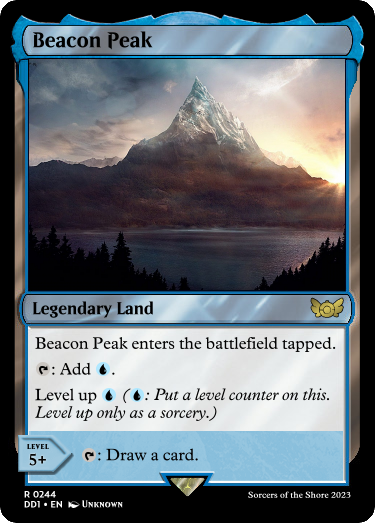 Beacon Peak
Legendary Land
Beacon Peak enters the battlefield tapped.
: Add .
Level up (: Put a level counter on this.
Level up only as a sorcery.)
LEVEL
5+
: Draw a card.
R 0244
DD1 • EN Unknown
Sorcers of the Shore 2023